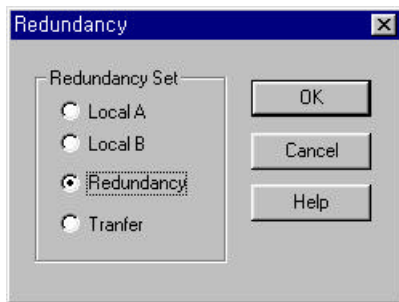 Redundancy
Redundancy Set
Local A
Local B
Redundancy
Tranfer
OK
Cancel
Help